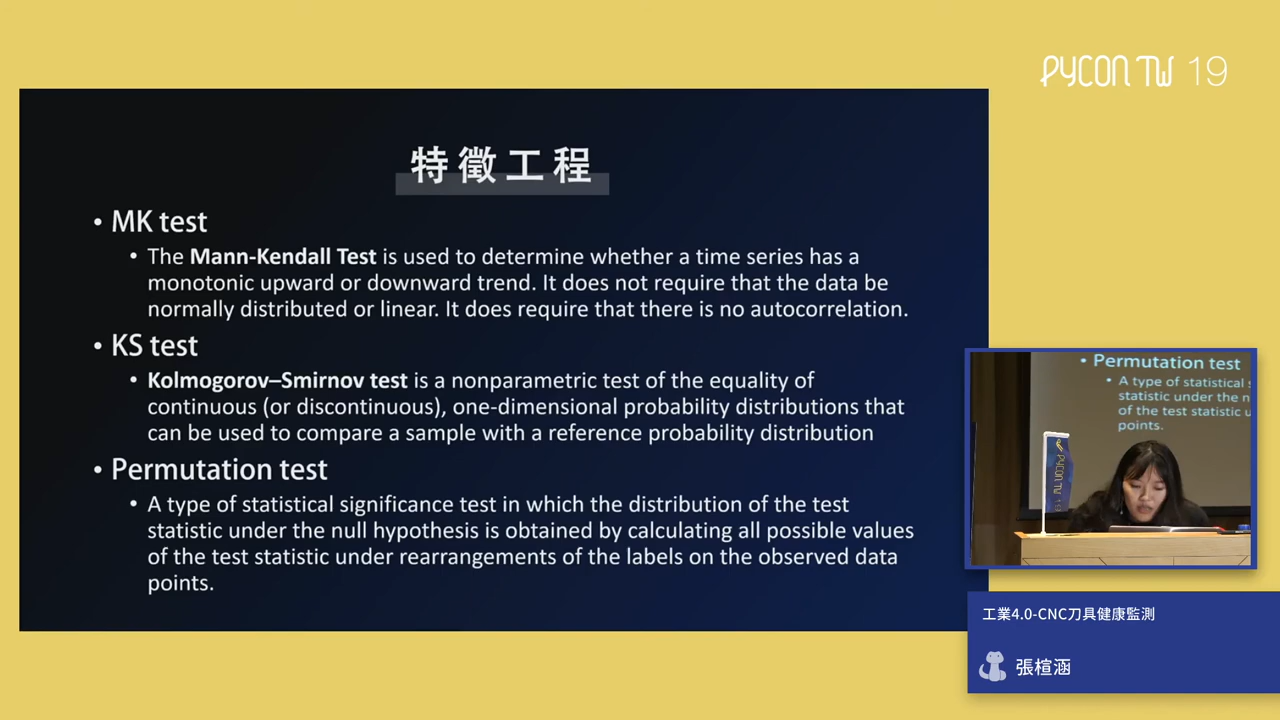 PYCON TW 19
特徵工程
• MK test
• The Mann-Kendall Test is used to determine whether a time series has a
monotonic upward or downward trend. It does not require that the data be
normally distributed or linear. It does require that there is no autocorrelation.
• KS test
• Kolmogorov–Smirnov test is a nonparametric test of the equality of
continuous (or discontinuous), one-dimensional probability distributions that
can be used to compare a sample with a reference probability distribution
• Permutation test
• A type of statistical significance test in which the distribution of the test
statistic under the null hypothesis is obtained by calculating all possible values
of the test statistic under rearrangements of the labels on the observed data
points.
• Permutation test
• A type of statistical
statistic under the n
of the test statistic u
points.
PYCON TW 19
工業4.0-CNC刀具健康監測
張楦涵